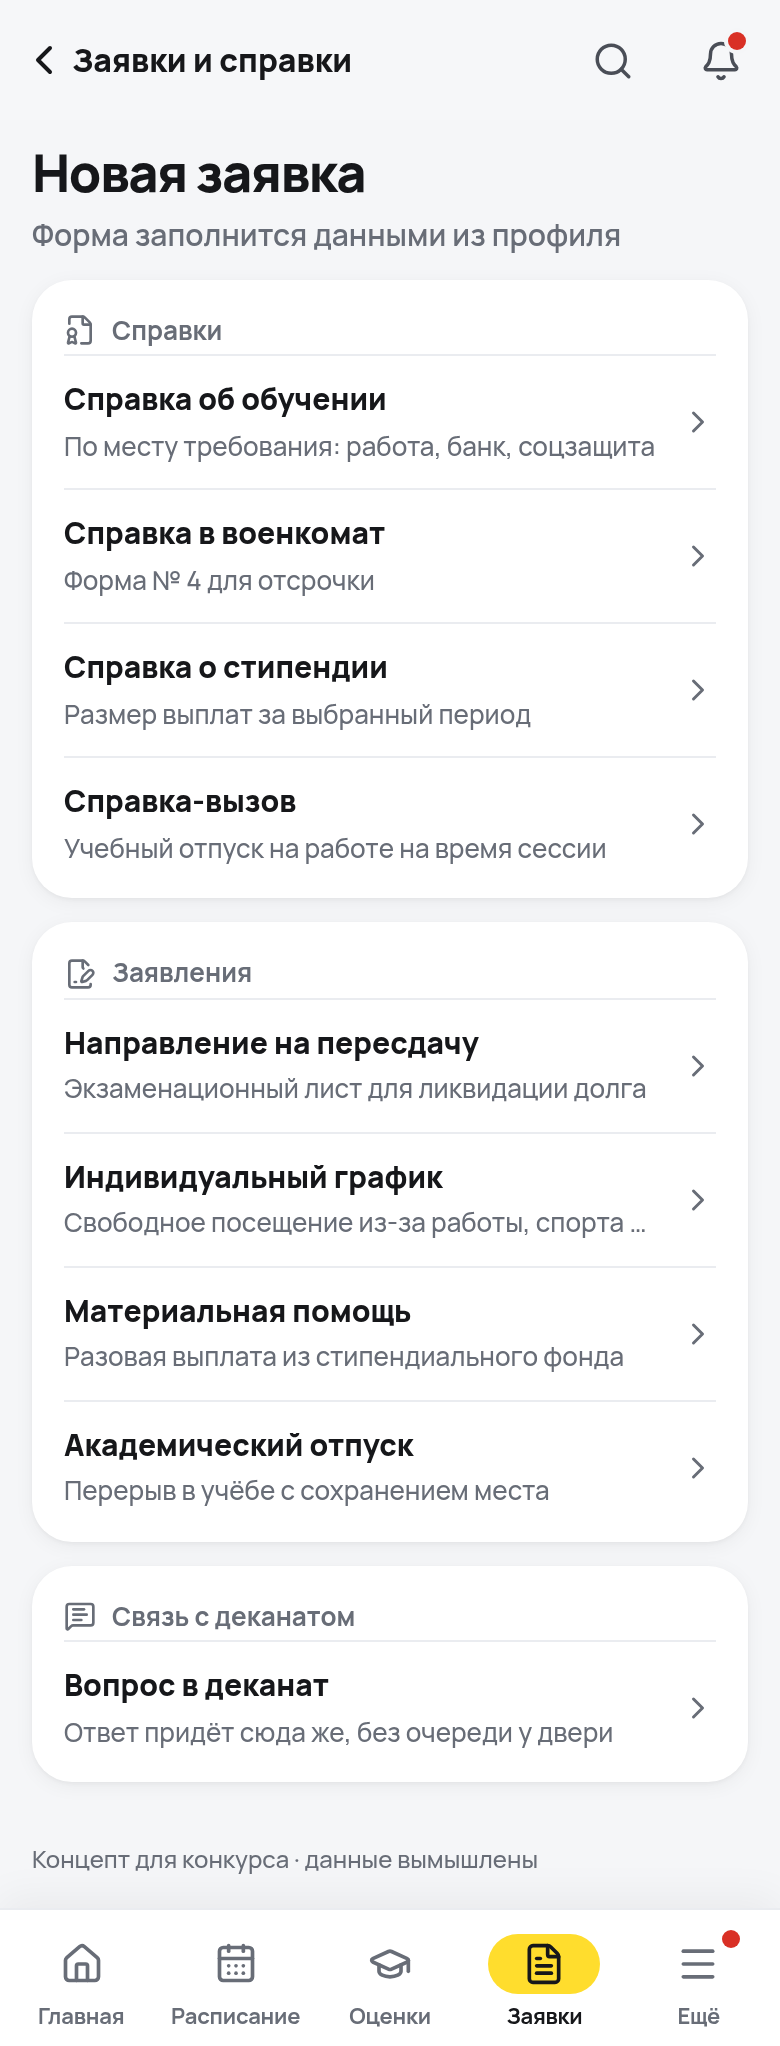 Заявки и справки
Новая заявка
Форма заполнится данными из профиля
Справки
Справка об обучении
По месту требования: работа, банк, соцзащита
Справка в военкомат
Форма № 4 для отсрочки
Справка о стипендии
Размер выплат за выбранный период
Справка-вызов
Учебный отпуск на работе на время сессии
Заявления
Направление на пересдачу
Экзаменационный лист для ликвидации долга
Индивидуальный график
Свободное посещение из-за работы, спорта ...
Материальная помощь
Разовая выплата из стипендиального фонда
Академический отпуск
Перерыв в учёбе с сохранением места
Связь с деканатом
Вопрос в деканат
Ответ придёт сюда же, без очереди у двери
Концепт для конкурса · данные вымышлены
Главная Расписание Оценки Заявки Ещё